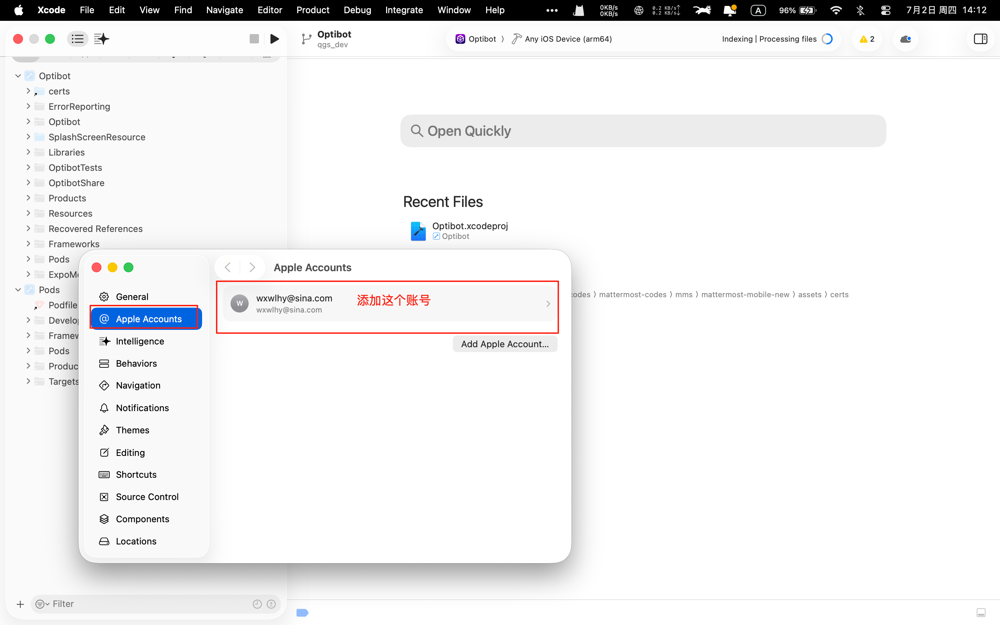 Xcode File Edit View Find Navigate Editor Product Debug Integrate Window Help ••• 0KB/s 0KB/s 0.2 KB/s↑ 0.2 KB/s↓ A 96% 7月2日 周四 14:12
Optibot
qgs_dev
Optibot 〉 Any iOS Device (arm64)
Indexing | Processing files
2
Optibot
certs
ErrorReporting
Optibot
SplashScreenResource
Libraries
OptibotTests
OptibotShare
Products
Resources
Recovered References
Frameworks
Pods
ExpoMo
Pods
Podfile
Develop
Framew
Pods
Produc
Targets
Filter
Open Quickly
Recent Files
Optibot.xcodeproj
Optibot
codes 〉 mattermost-codes 〉 mms 〉 mattermost-mobile-new 〉 assets 〉 certs
General
@ Apple Accounts
Intelligence
Behaviors
Navigation
Notifications
Themes
Editing
Shortcuts
Source Control
Components
Locations
Apple Accounts
W
wxwlhy@sina.com
wxwlhy@sina.com
添加这个账号
Add Apple Account...